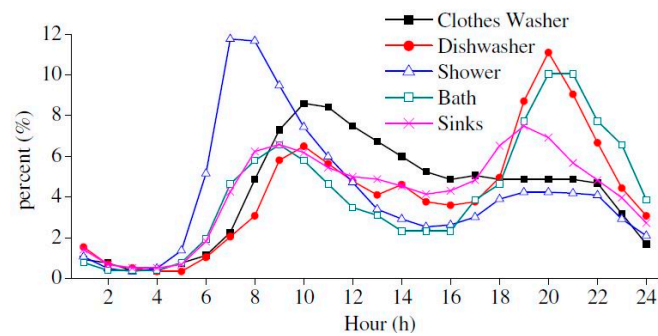 Clothes Washer
Dishwasher
Shower
Bath
Sinks
12
10
8
6
4
2
0
percent (%)
2 4 6 8 10 12 14 16 18 20 22 24
Hour (h)